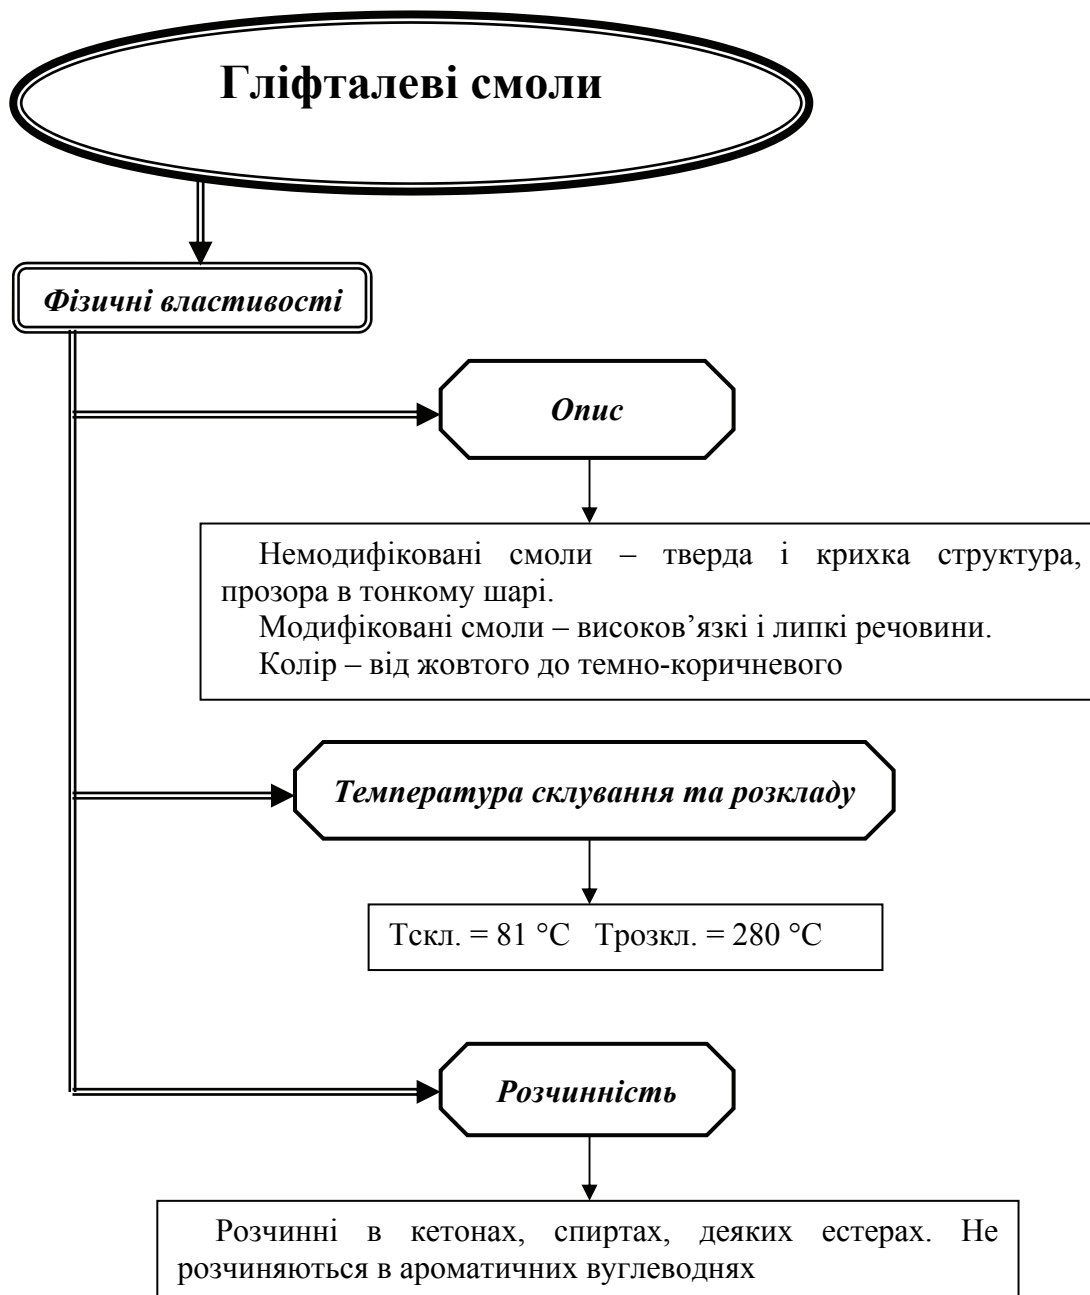 Гліфталеві смоли
Фізичні властивості
Опис
Немодифіковані смоли – тверда і крихка структура,
прозора в тонкому шарі.
Модифіковані смоли – високов’язкі і липкі речовини.
Колір – від жовтого до темно-коричневого
Температура склування та розкладу
Тскл. = 81 °С Трозкл. = 280 °С
Розчинність
Розчинні в кетонах, спиртах, деяких естерах. Не
розчиняються в ароматичних вуглеводнях